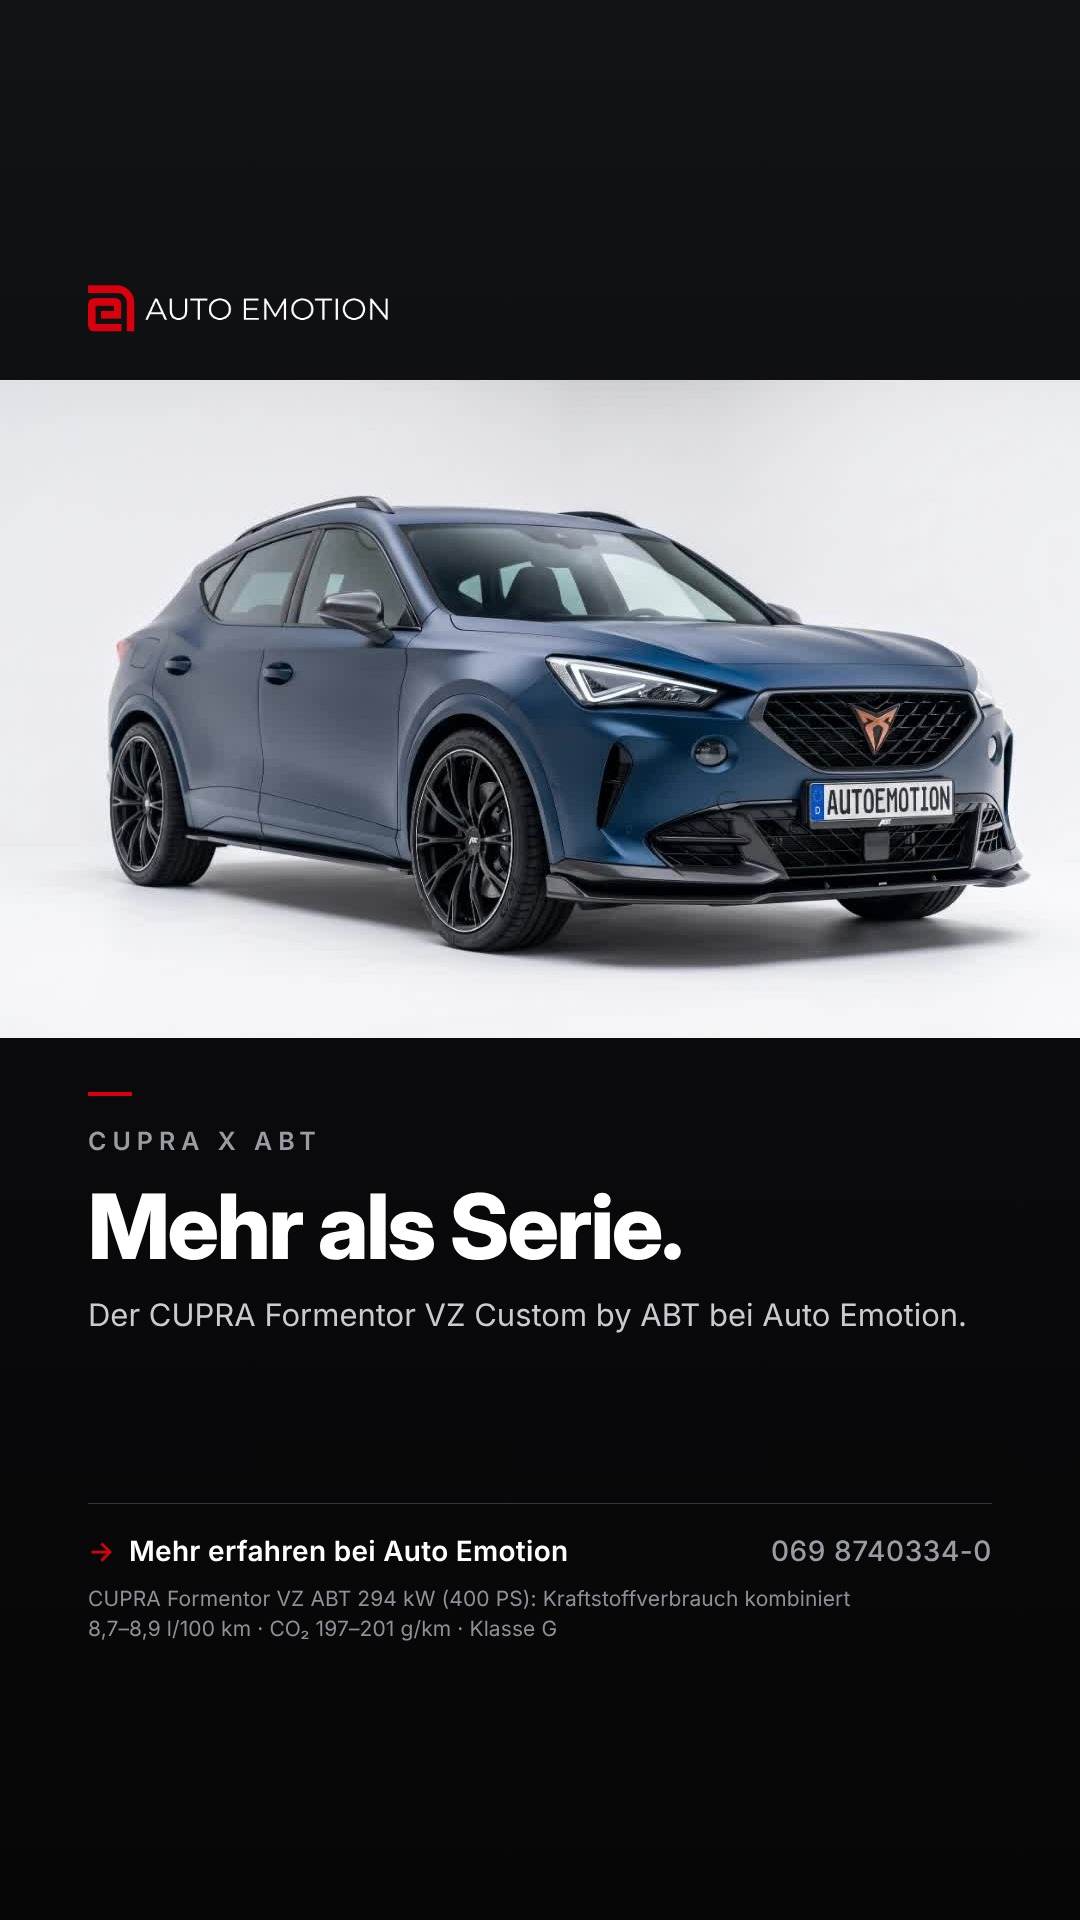 AUTO EMOTION
D AUTOEMOTION
ABT
CUPRA X ABT
Mehr als Serie.
Der CUPRA Formentor VZ Custom by ABT bei Auto Emotion.
→ Mehr erfahren bei Auto Emotion
069 8740334-0
CUPRA Formentor VZ ABT 294 kW (400 PS): Kraftstoffverbrauch kombiniert
8,7–8,9 l/100 km · CO₂ 197–201 g/km · Klasse G